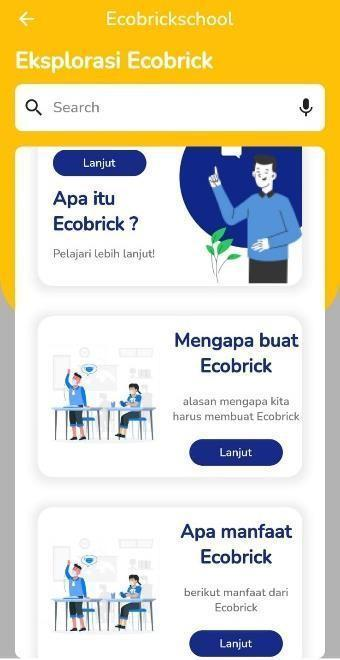 Ecobrickschool
Eksplorasi Ecobrick
Search
Lanjut
Apa itu
Ecobrick ?
Pelajari lebih lanjut!
Mengapa buat
Ecobrick
alasan mengapa kita
harus membuat Ecobrick
Lanjut
Apa manfaat
Ecobrick
berikut manfaat dari
Ecobrick
Lanjut